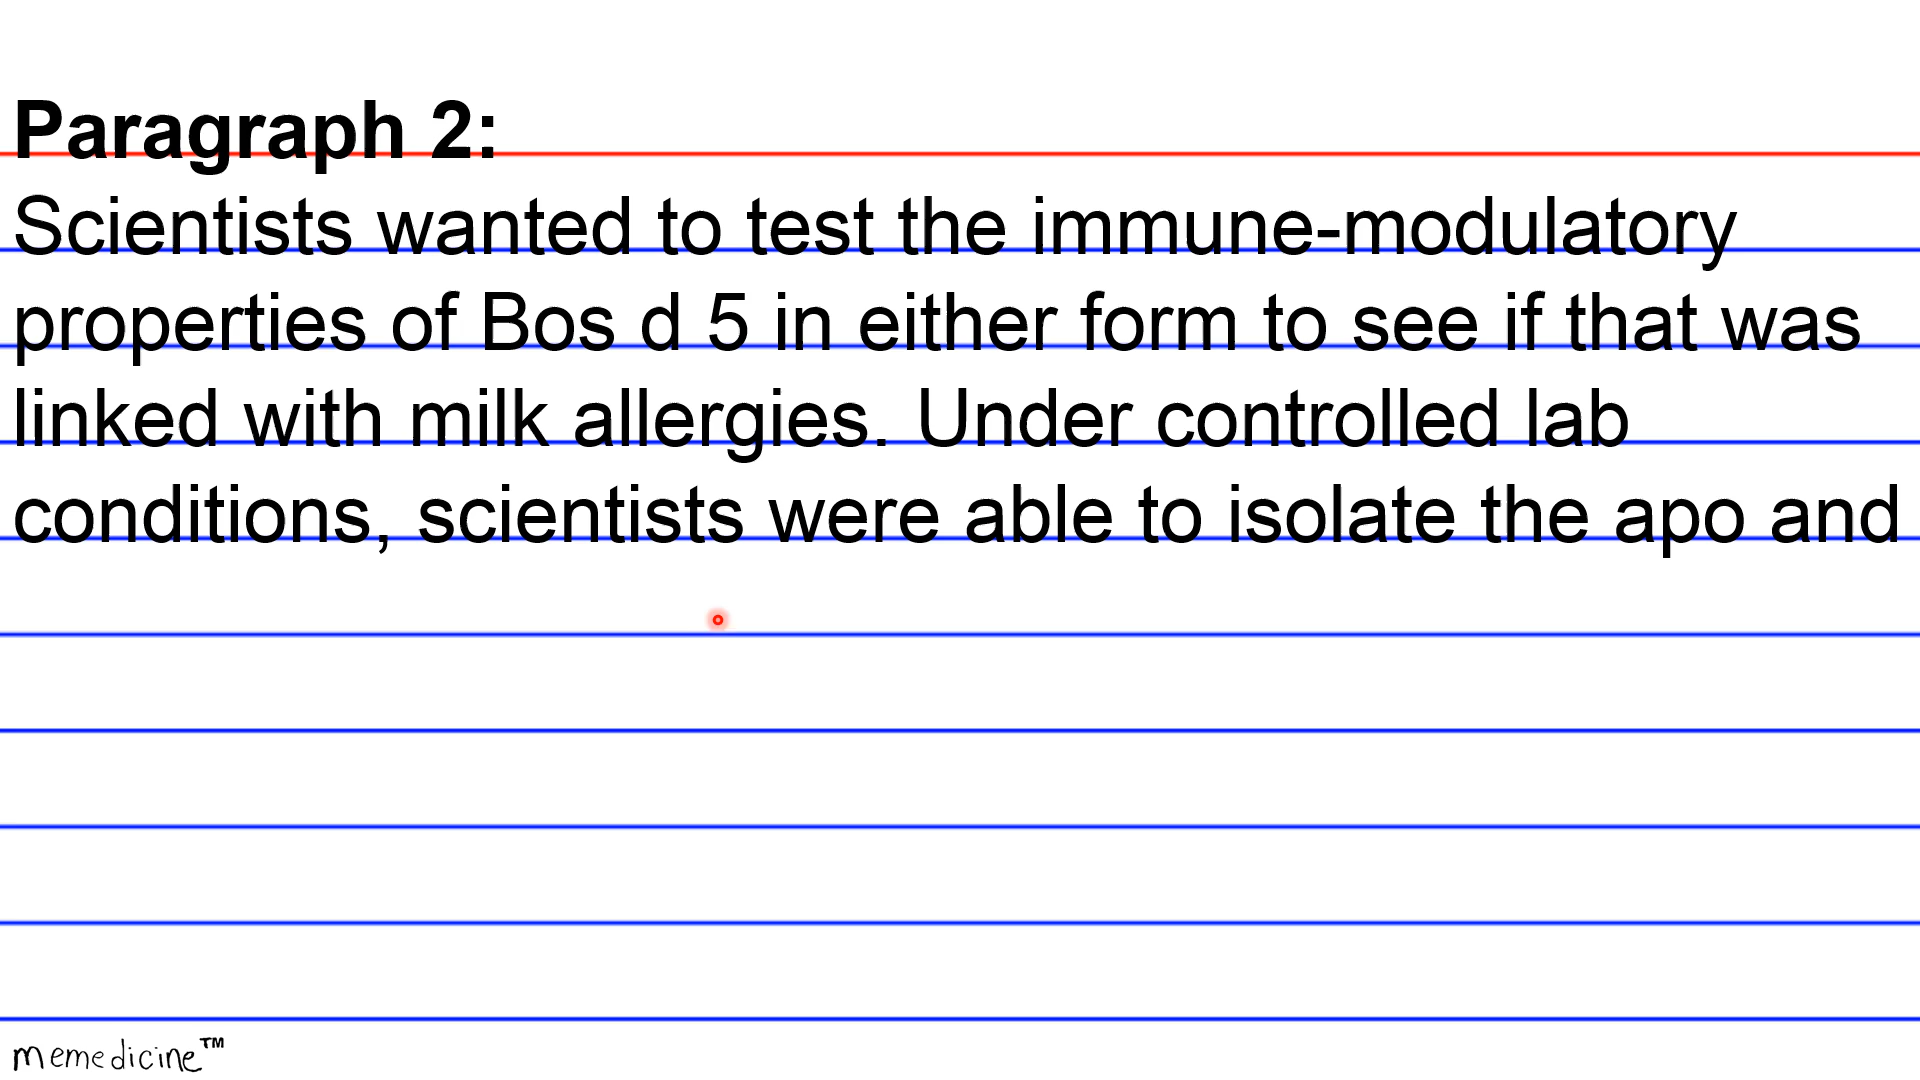 Paragraph 2:
Scientists wanted to test the immune-modulatory
properties of Bos d 5 in either form to see if that was
linked with milk allergies. Under controlled lab
conditions, scientists were able to isolate the apo and
memedicine™